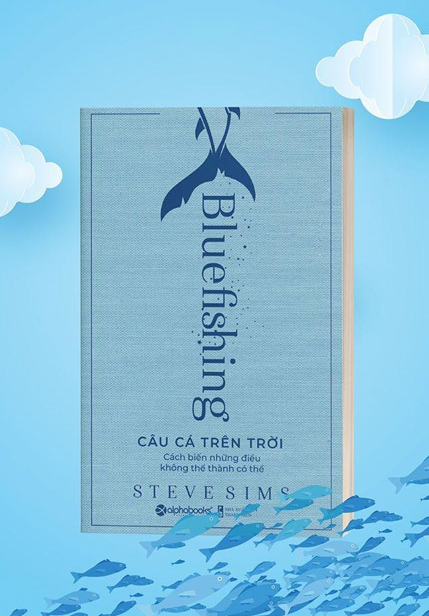 Bluefishing
CÂU CÁ TRÊN TRỜI
Cách biến những điều
không thể thành có thể
STEVE SIMS
alphabooks